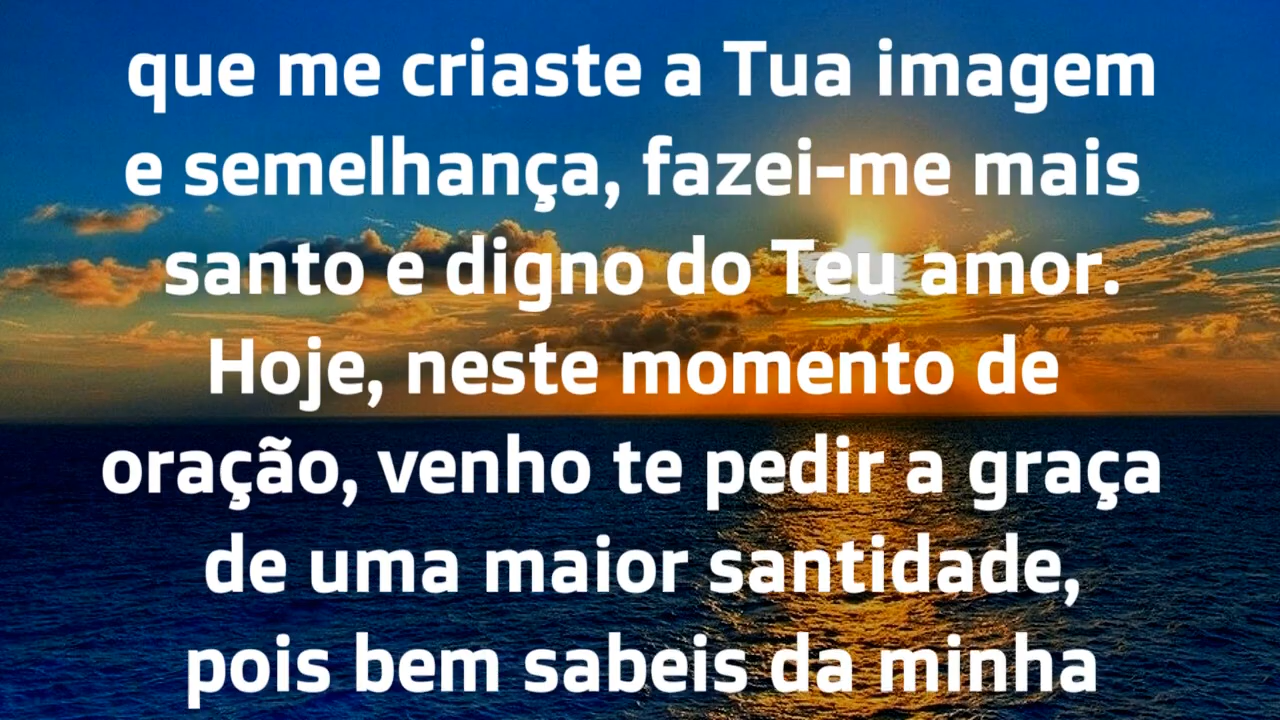 que me criaste a Tua imagem
e semelhança, fazei-me mais
santo e digno do Teu amor.
Hoje, neste momento de
oração, venho te pedir a graça
de uma maior santidade,
pois bem sabeis da minha